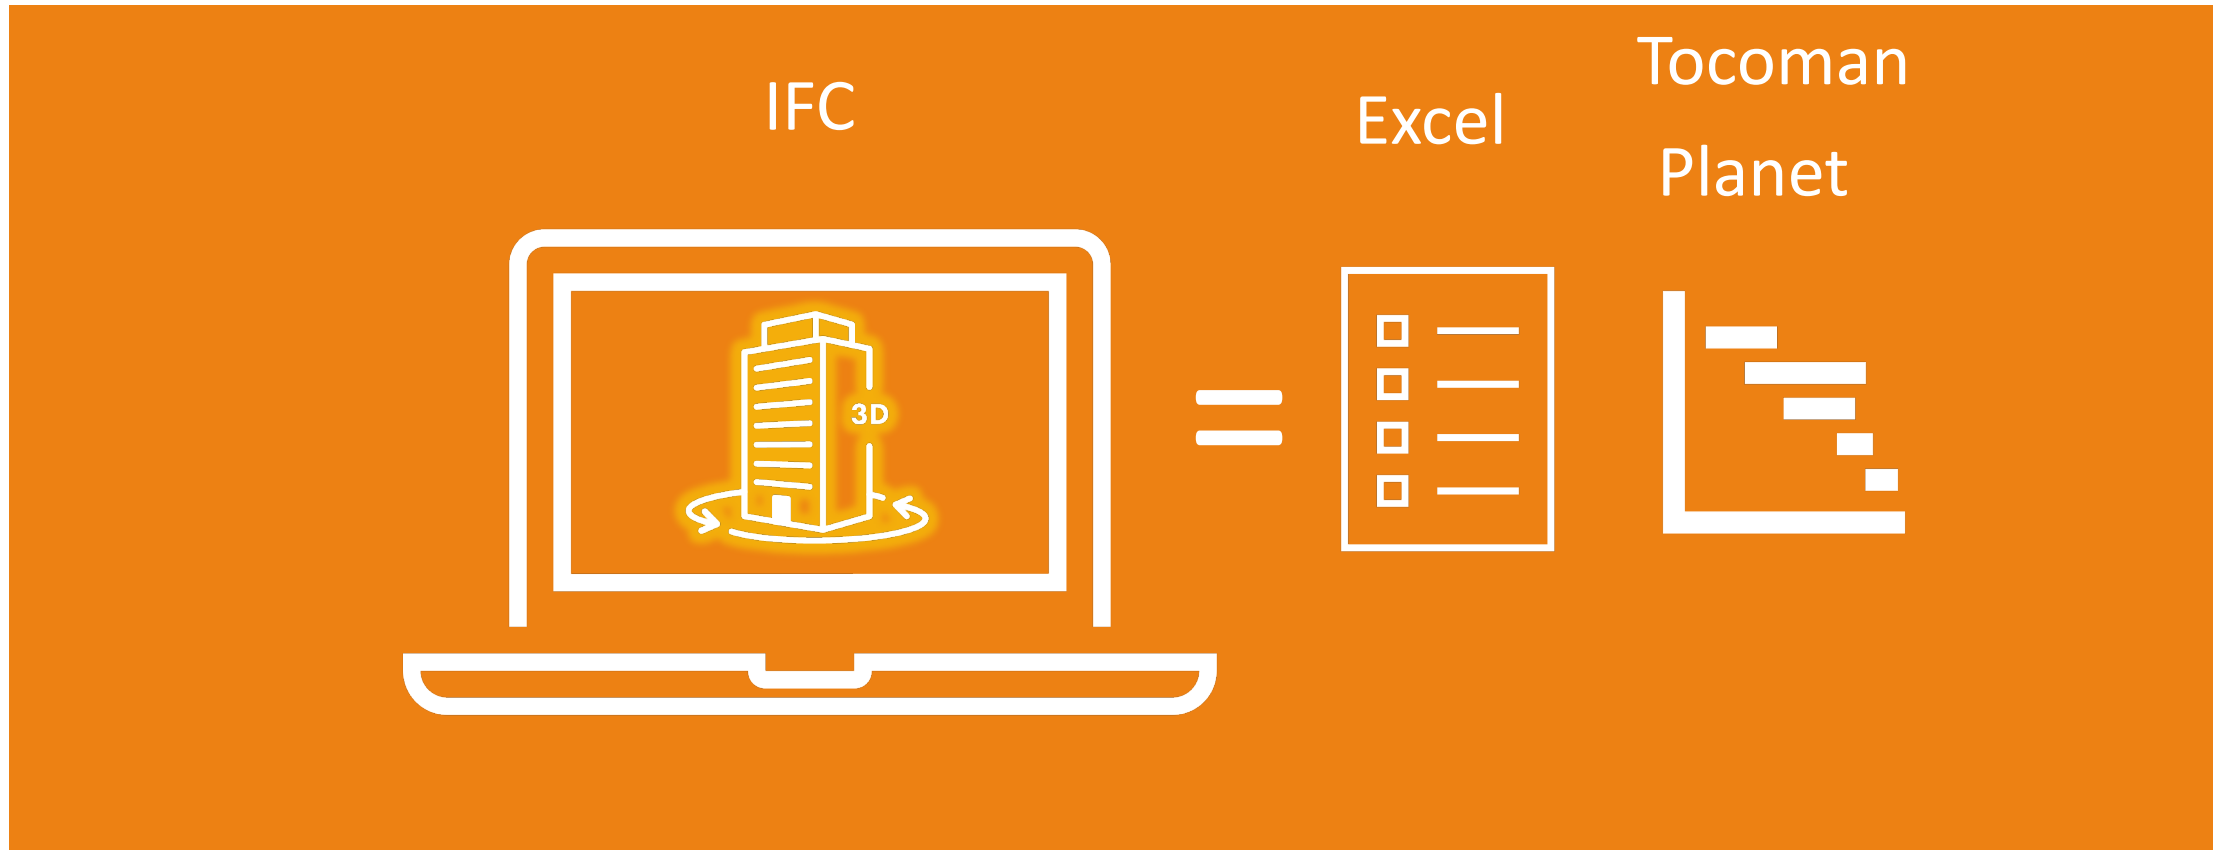 IFC
Excel
Tocoman
Planet
3D
=